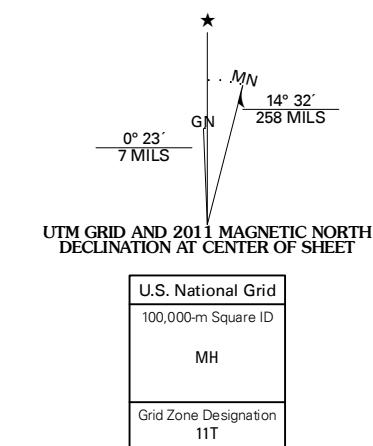 MN
14° 32´
258 MILS
GN
0° 23´
7 MILS
UTM GRID AND 2011 MAGNETIC NORTH
DECLINATION AT CENTER OF SHEET
U.S. National Grid
100,000-m Square ID
MH
Grid Zone Designation
11T